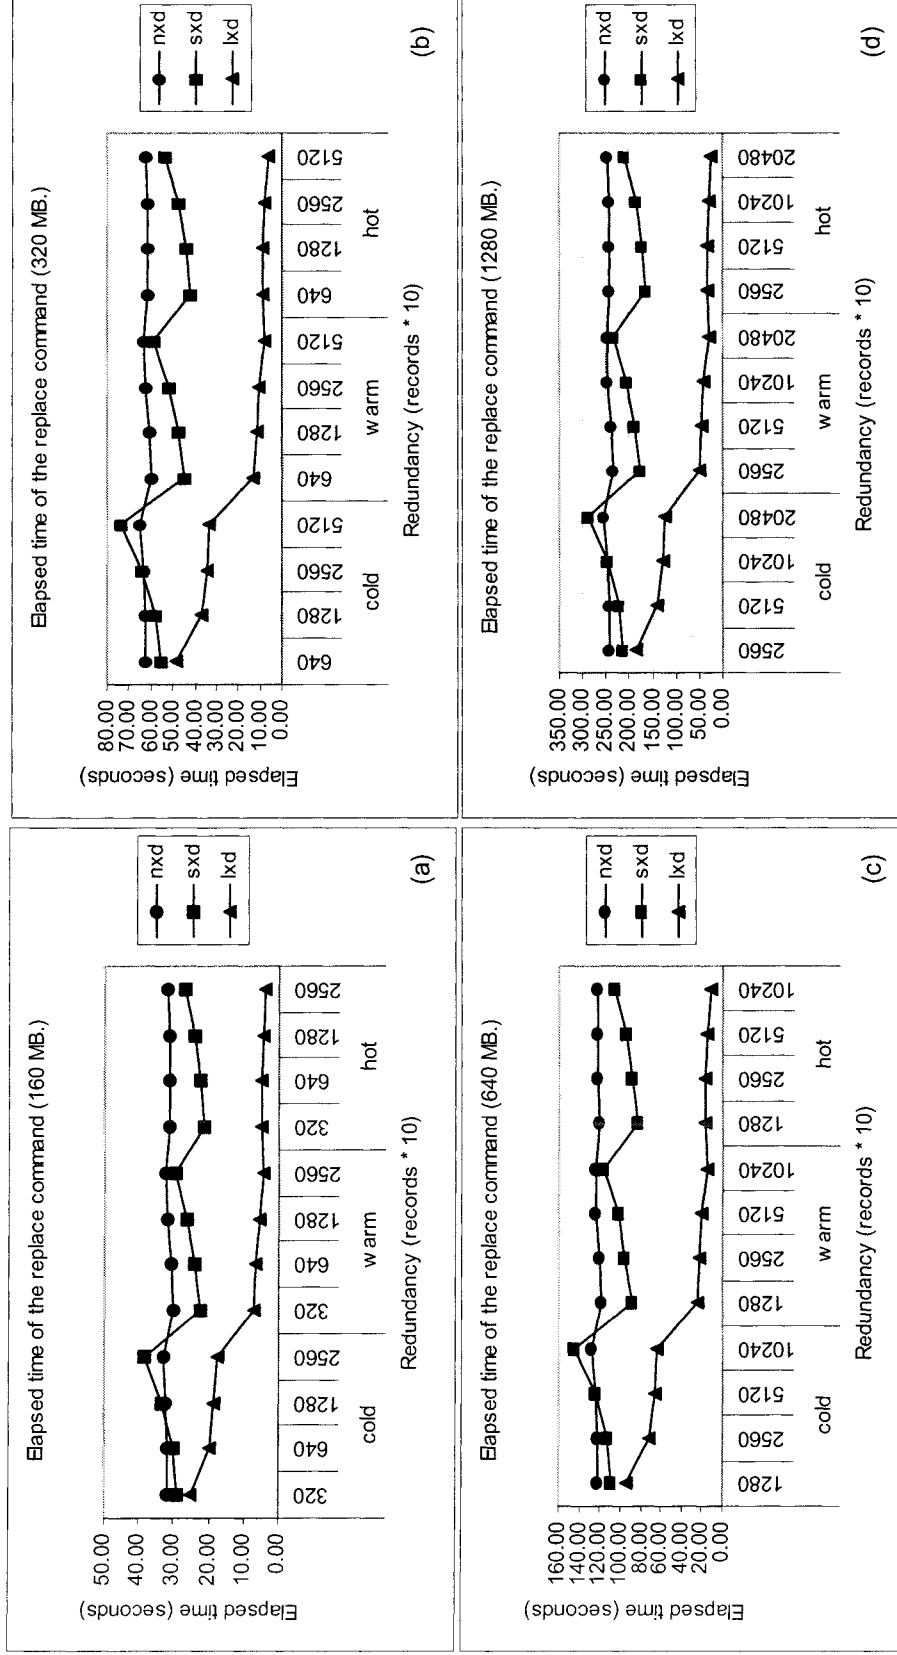 Elapsed time of the replace command (160 MB.)
Elapsed time (seconds)
50.00
40.00
30.00
20.00
10.00
0.00
320
640
1280
2560
320
640
1280
2560
320
640
1280
2560
cold
warm
hot
Redundancy (records * 10)
nxd
sxd
lxd
(a)
Elapsed time of the replace command (320 MB.)
Elapsed time (seconds)
80.00
70.00
60.00
50.00
40.00
30.00
20.00
10.00
0.00
640
1280
2560
5120
640
1280
2560
5120
640
1280
2560
5120
cold
warm
hot
Redundancy (records * 10)
nxd
sxd
lxd
(b)
Elapsed time of the replace command (640 MB.)
Elapsed time (seconds)
160.00
140.00
120.00
100.00
80.00
60.00
40.00
20.00
0.00
1280
2560
5120
10240
1280
2560
5120
10240
1280
2560
5120
10240
cold
warm
hot
Redundancy (records * 10)
nxd
sxd
lxd
(c)
Elapsed time of the replace command (1280 MB.)
Elapsed time (seconds)
350.00
300.00
250.00
200.00
150.00
100.00
50.00
0.00
2560
5120
10240
20480
2560
5120
10240
20480
2560
5120
10240
20480
cold
warm
hot
Redundancy (records * 10)
nxd
sxd
lxd
(d)